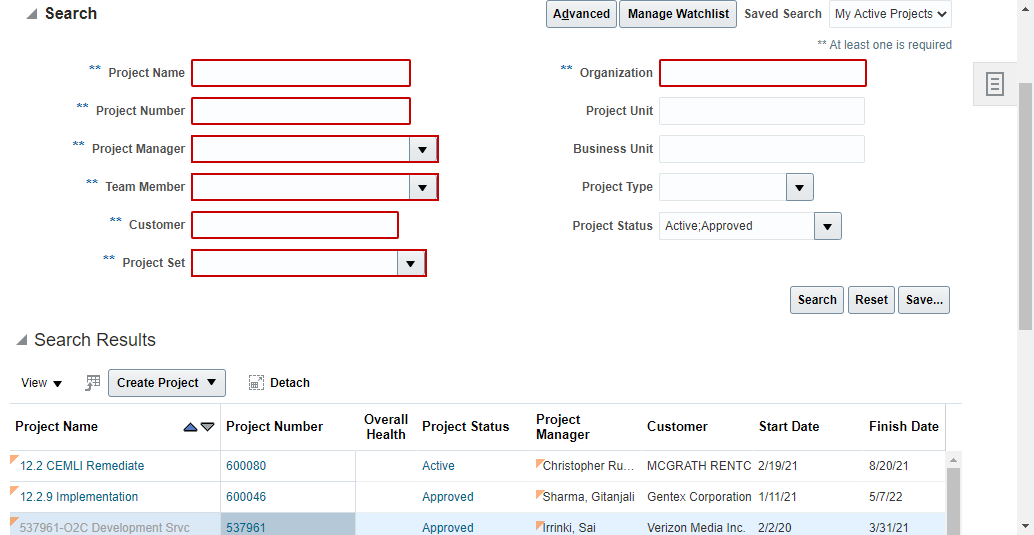 Search
Advanced Manage Watchlist Saved Search My Active Projects
** At least one is required
** Project Name
** Organization
** Project Number
Project Unit
** Project Manager
Business Unit
** Team Member
Project Type
** Customer
Project Status Active;Approved
** Project Set
Search Reset Save...
Search Results
View Create Project Detach
Project Name Project Number Overall Health Project Status Project Manager Customer Start Date Finish Date
12.2 CEMLI Remediate 600080 Active Christopher Ru... MCGRATH RENTC 2/19/21 8/20/21
12.2.9 Implementation 600046 Approved Sharma, Gitanjali Gentex Corporation 1/11/21 5/7/22
537961-O2C Development Srvc 537961 Approved Irrinki, Sai Verizon Media Inc. 2/2/20 3/31/21